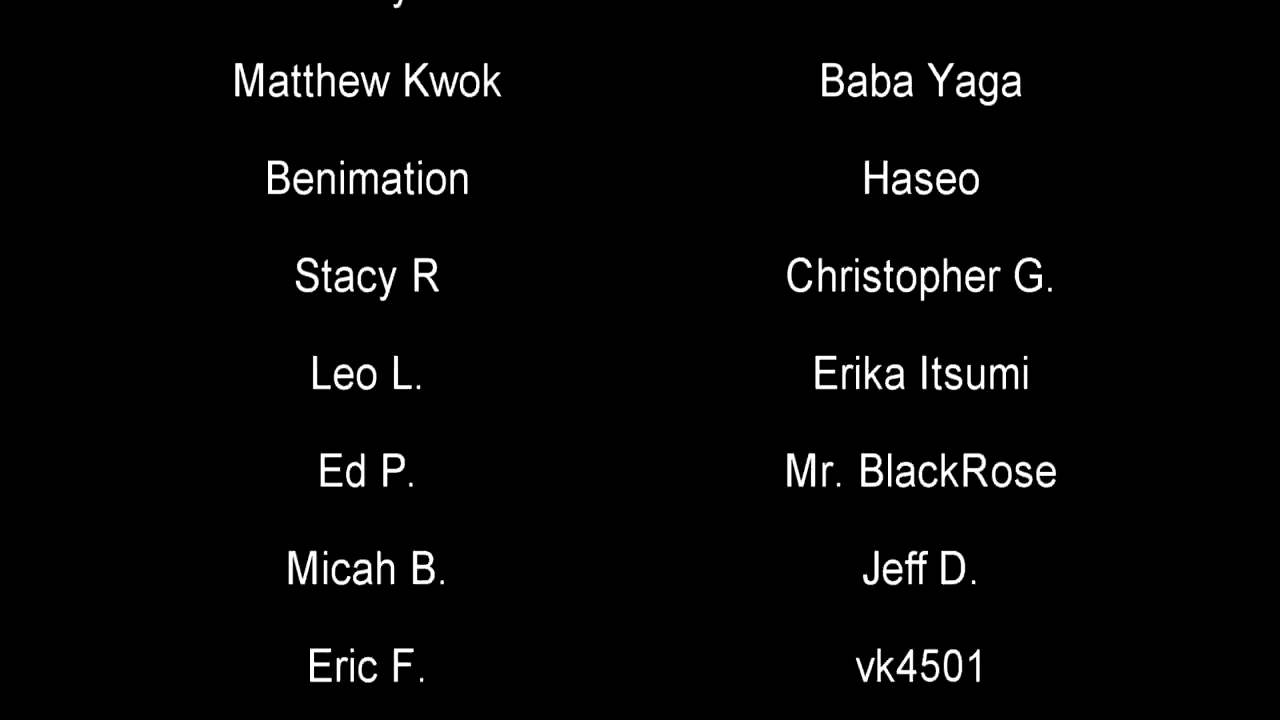 Matthew Kwok
Baba Yaga
Benimation
Haseo
Stacy R
Christopher G.
Leo L.
Erika Itsumi
Ed P.
Mr. BlackRose
Micah B.
Jeff D.
Eric F.
vk4501